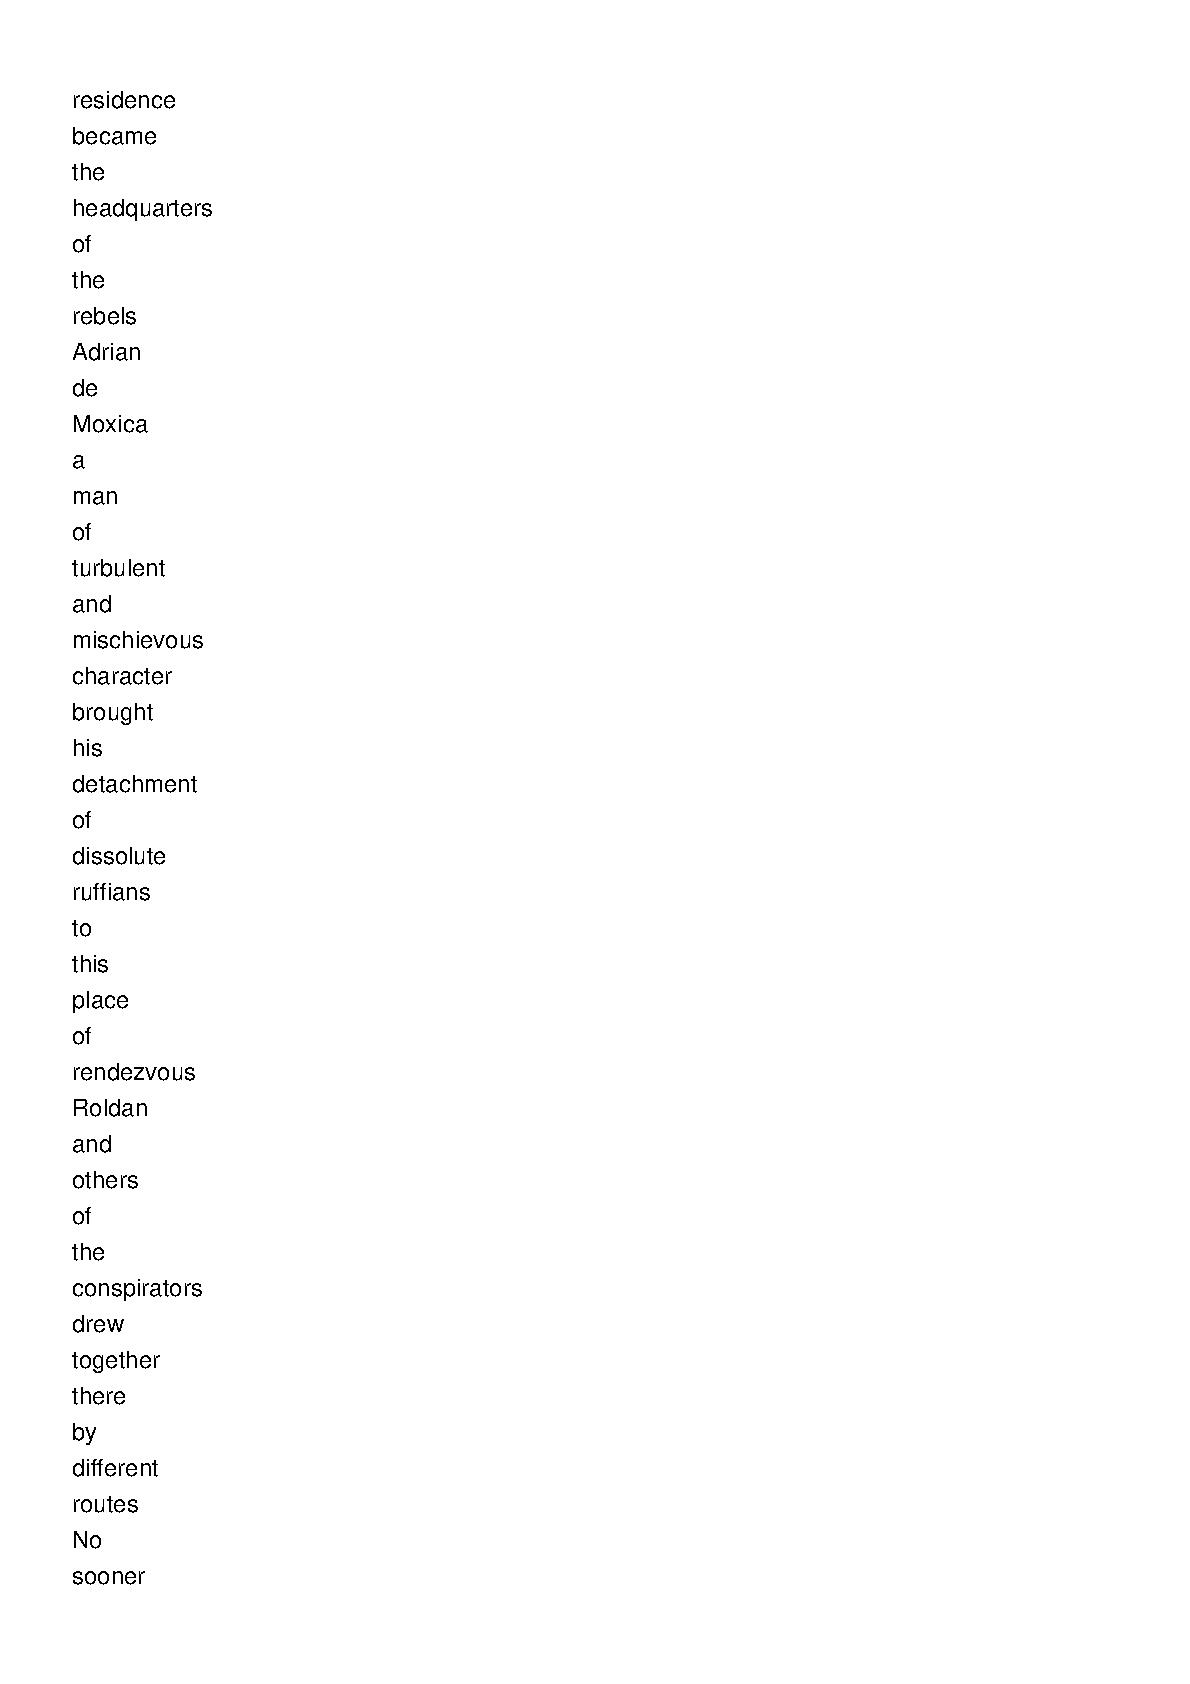 residence
became
the
headquarters
of
the
rebels
Adrian
de
Moxica
a
man
of
turbulent
and
mischievous
character
brought
his
detachment
of
dissolute
ruffians
to
this
place
of
rendezvous
Roldan
and
others
of
the
conspirators
drew
together
there
by
different
routes
No
sooner